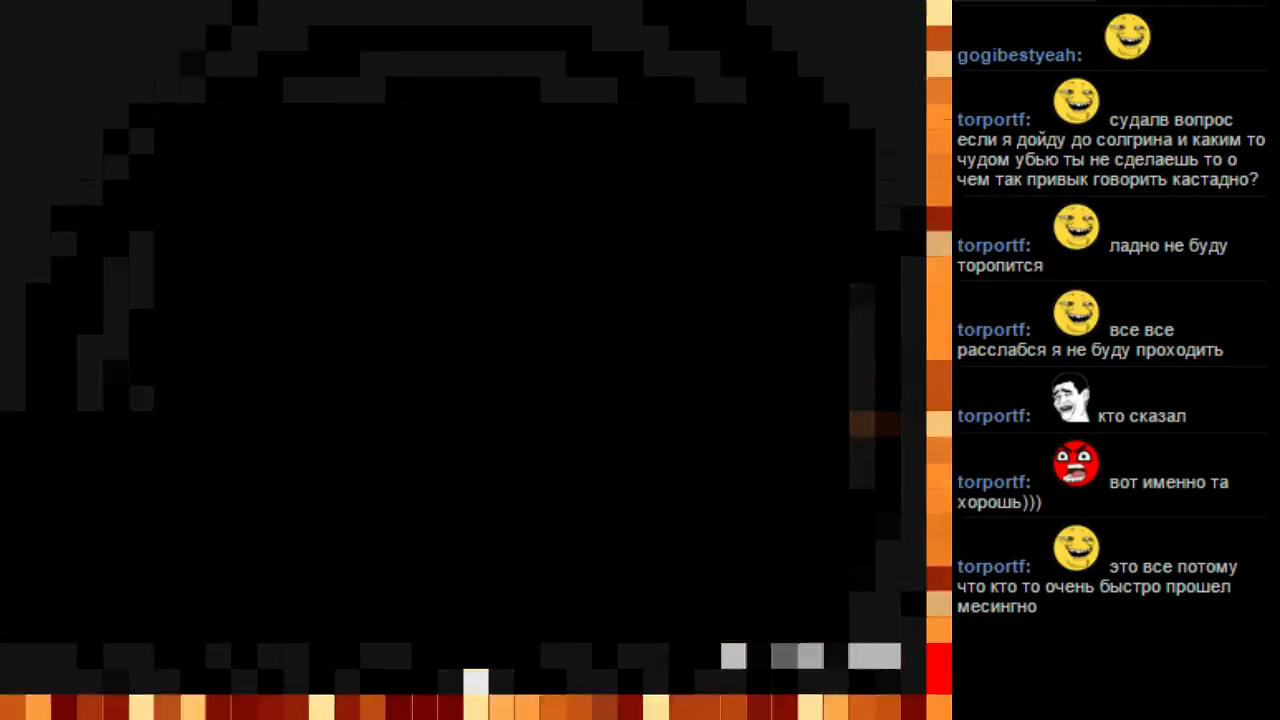 gogibestyeah:
torportf: судалв вопрос
если я дойду до солгрина и каким то
чудом убью ты не сделаешь то о
чем так привык говорить кастадно?
torportf: ладно не буду
торопится
torportf: все все
расслабся я не буду проходить
torportf: кто сказал
torportf: вот именно та
хорошь)))
torportf: это все потому
что кто то очень быстро прошел
месингно